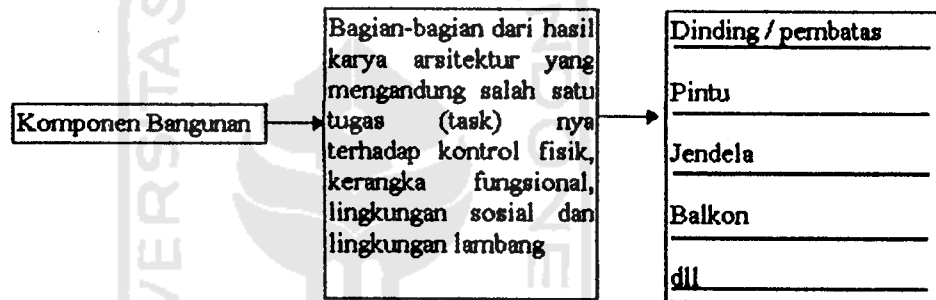 Komponen Bangunan
Bagian-bagian dari hasil
karya arsitektur yang
mengandung salah satu
tugas (task) nya
terhadap kontrol fisik,
kerangka fungsional,
lingkungan sosial dan
lingkungan lambang
Dinding / pembatas
Pintu
Jendela
Balkon
dll